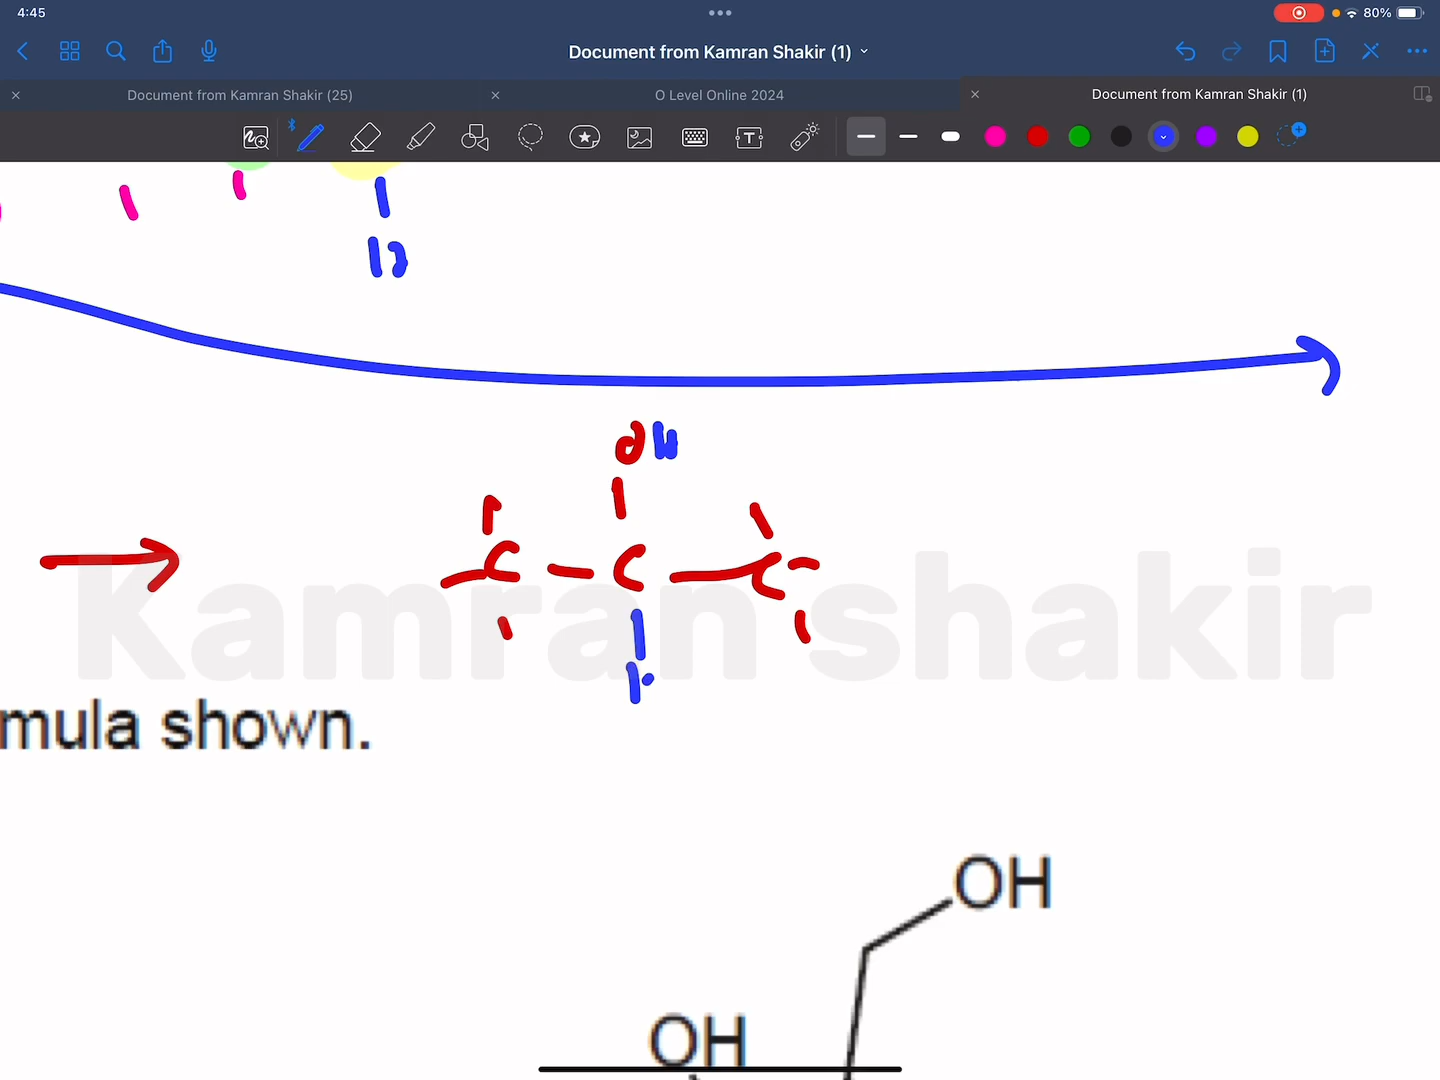 4:45
80%
Document from Kamran Shakir (1)
Document from Kamran Shakir (25)
O Level Online 2024
Document from Kamran Shakir (1)
OH
C C C
Kamran shakir
mula shown.
OH
OH